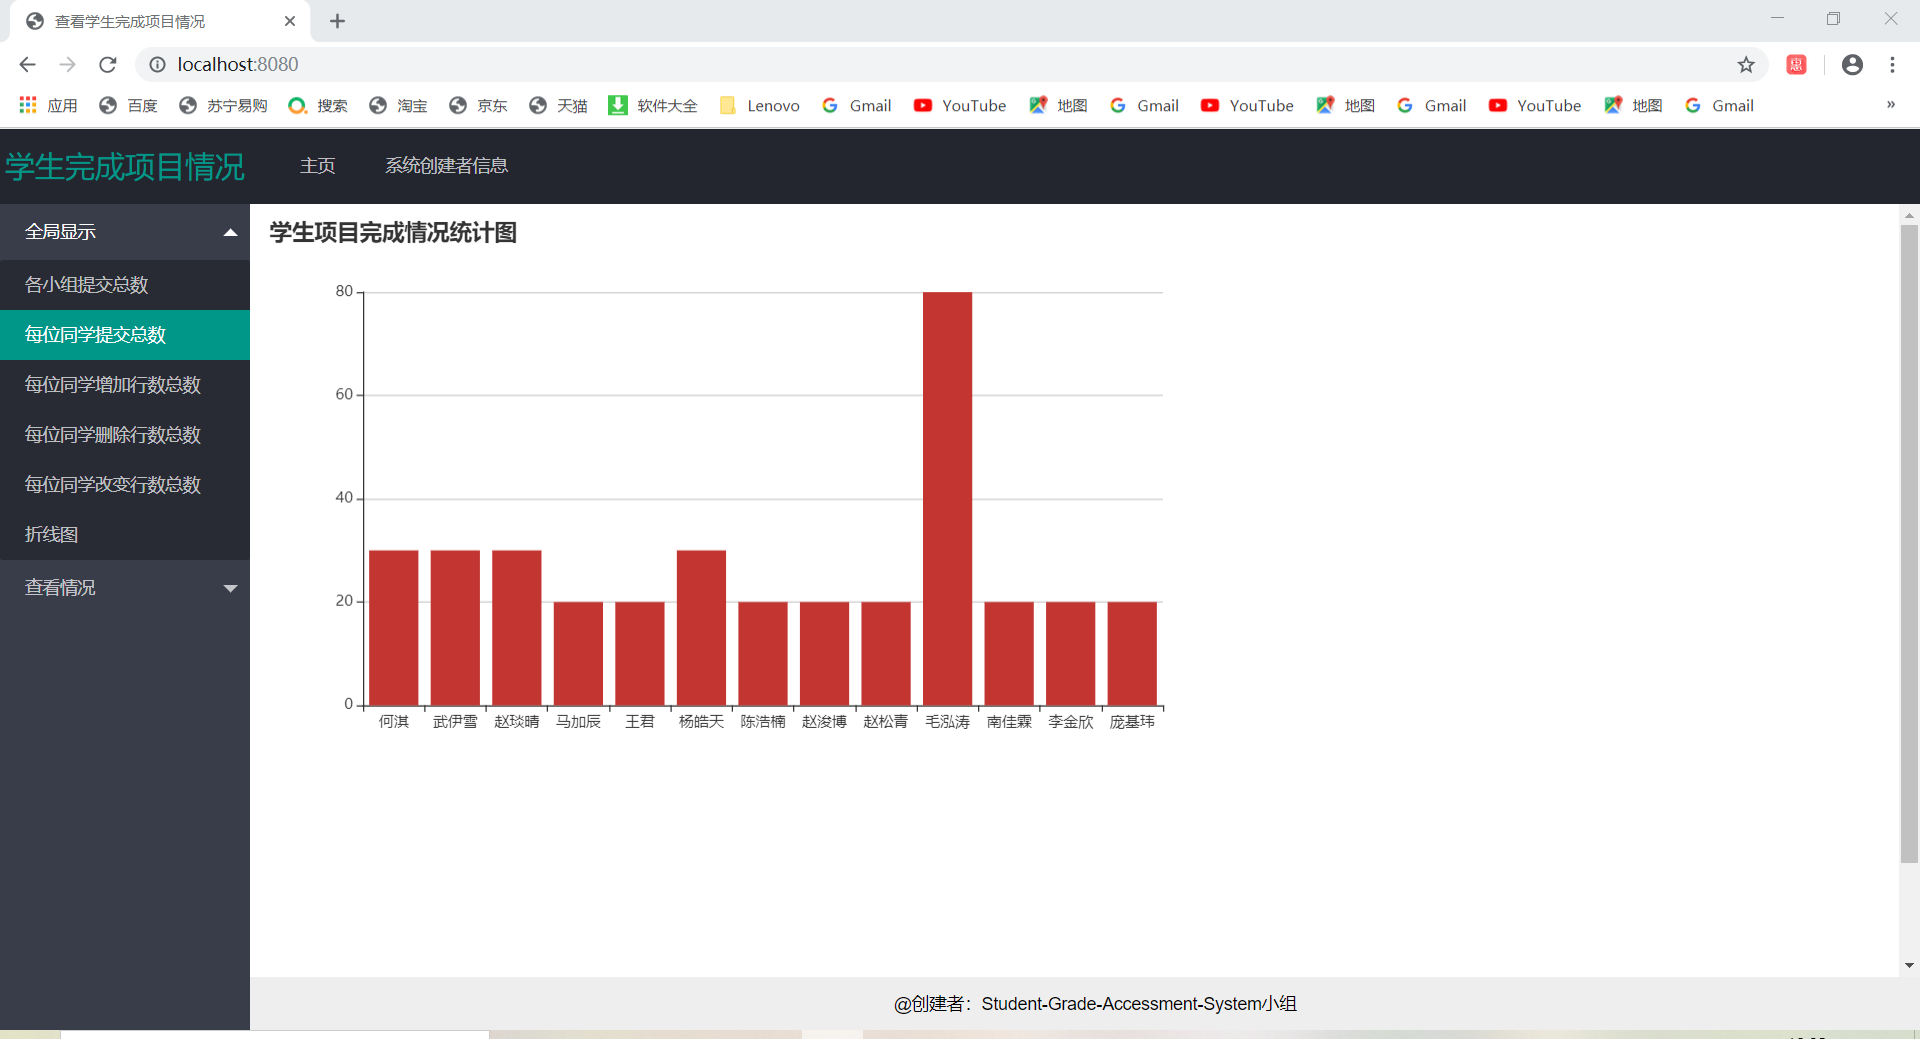 查看学生完成项目情况
localhost:8080
惠
应用 百度 苏宁易购 搜索 淘宝 京东 天猫 软件大全 Lenovo Gmail YouTube 地图 Gmail YouTube 地图 Gmail YouTube 地图 Gmail »
学生完成项目情况 主页 系统创建者信息
全局显示
各小组提交总数
每位同学提交总数
每位同学增加行数总数
每位同学删除行数总数
每位同学改变行数总数
折线图
查看情况
学生项目完成情况统计图
80
60
40
20
0
何淇 武伊雪 赵琰晴 马加辰 王君 杨皓天 陈浩楠 赵浚博 赵松青 毛泓涛 南佳霖 李金欣 庞基玮
@创建者：Student-Grade-Accessment-System小组